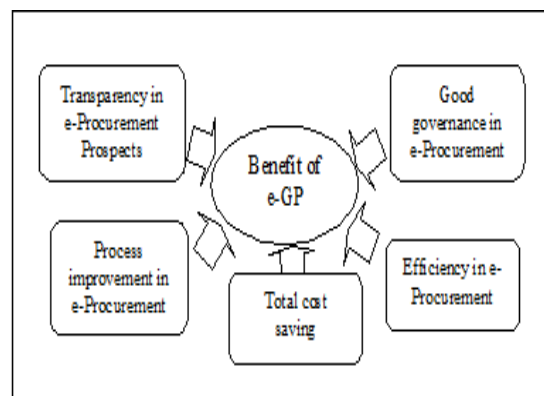 Transparency in
e-Procurement
Prospects
Good
governance in
e-Procurement
Benefit of
e-GP
Process
improvement in
e-Procurement
Total cost
saving
Efficiency in e-
Procurement